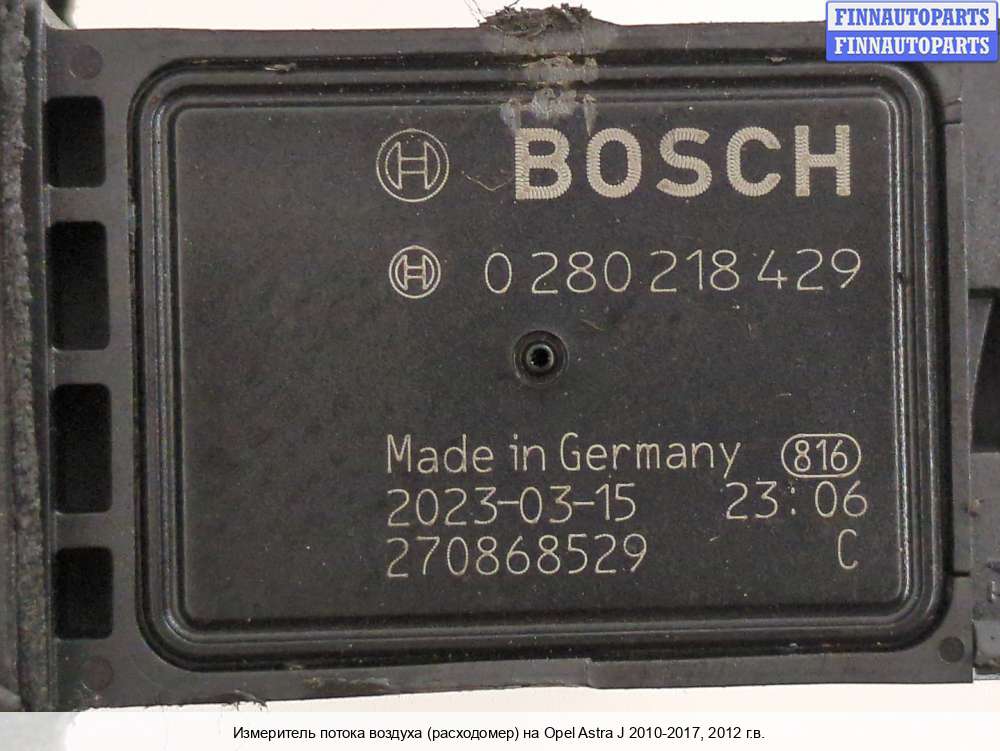 FINNAUTOPARTS
FINNAUTOPARTS
BOSCH
0 280 218 429
Made in Germany 816
2023-03-15 23:06
270868529 C
Измеритель потока воздуха (расходомер) на Opel Astra J 2010-2017, 2012 г.в.